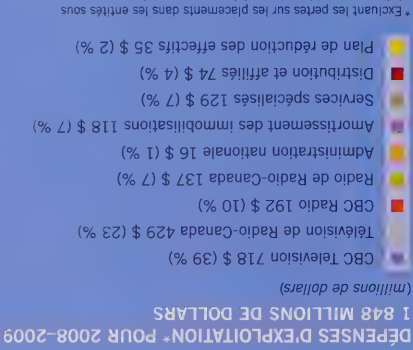 DÉPENSES D'EXPLOITATION* POUR 2008–2009
1 848 MILLIONS DE DOLLARS
(millions de dollars)
CBC Television 718 $ (39 %)
Télévision de Radio-Canada 429 $ (23 %)
CBC Radio 192 $ (10 %)
Radio de Radio-Canada 137 $ (7 %)
Administration nationale 16 $ (1 %)
Amortissement des immobilisations 118 $ (7 %)
Services spécialisés 129 $ (7 %)
Distribution et affiliés 74 $ (4 %)
Plan de réduction des effectifs 35 $ (2 %)
* Excluant les pertes sur les placements dans les entités sous